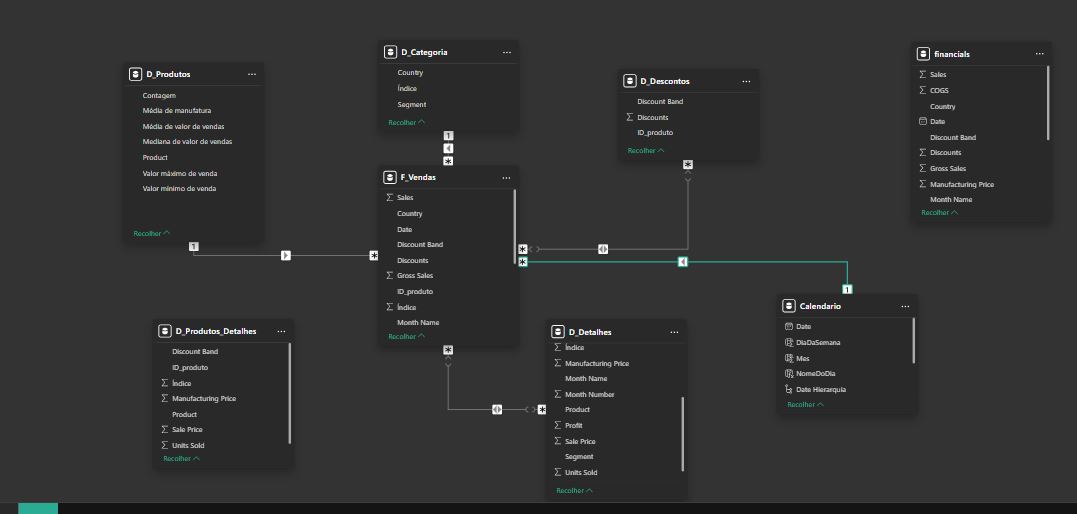 D_Produtos
Contagem
Média de manufatura
Média de valor de vendas
Mediana de valor de vendas
Product
Valor máximo de venda
Valor mínimo de venda
Recolher
D_Categoria
Country
Índice
Segment
Recolher
1
*
D_Descontos
Discount Band
Discounts
ID_produto
Recolher
*
financials
Sales
COGS
Country
Date
Discount Band
Discounts
Gross Sales
Manufacturing Price
Month Name
Recolher
F_Vendas
Sales
Country
Date
Discount Band
Discounts
Gross Sales
ID_produto
Índice
Month Name
Recolher
1
*
*
*
1
*
*
D_Produtos_Detalhes
Discount Band
ID_produto
Índice
Manufacturing Price
Product
Sale Price
Units Sold
Recolher
D_Detalhes
Índice
Manufacturing Price
Month Name
Month Number
Product
Profit
Sale Price
Segment
Units Sold
Recolher
Calendario
Date
DiaDaSemana
Mes
NomeDoDia
Date Hierarquia
Recolher